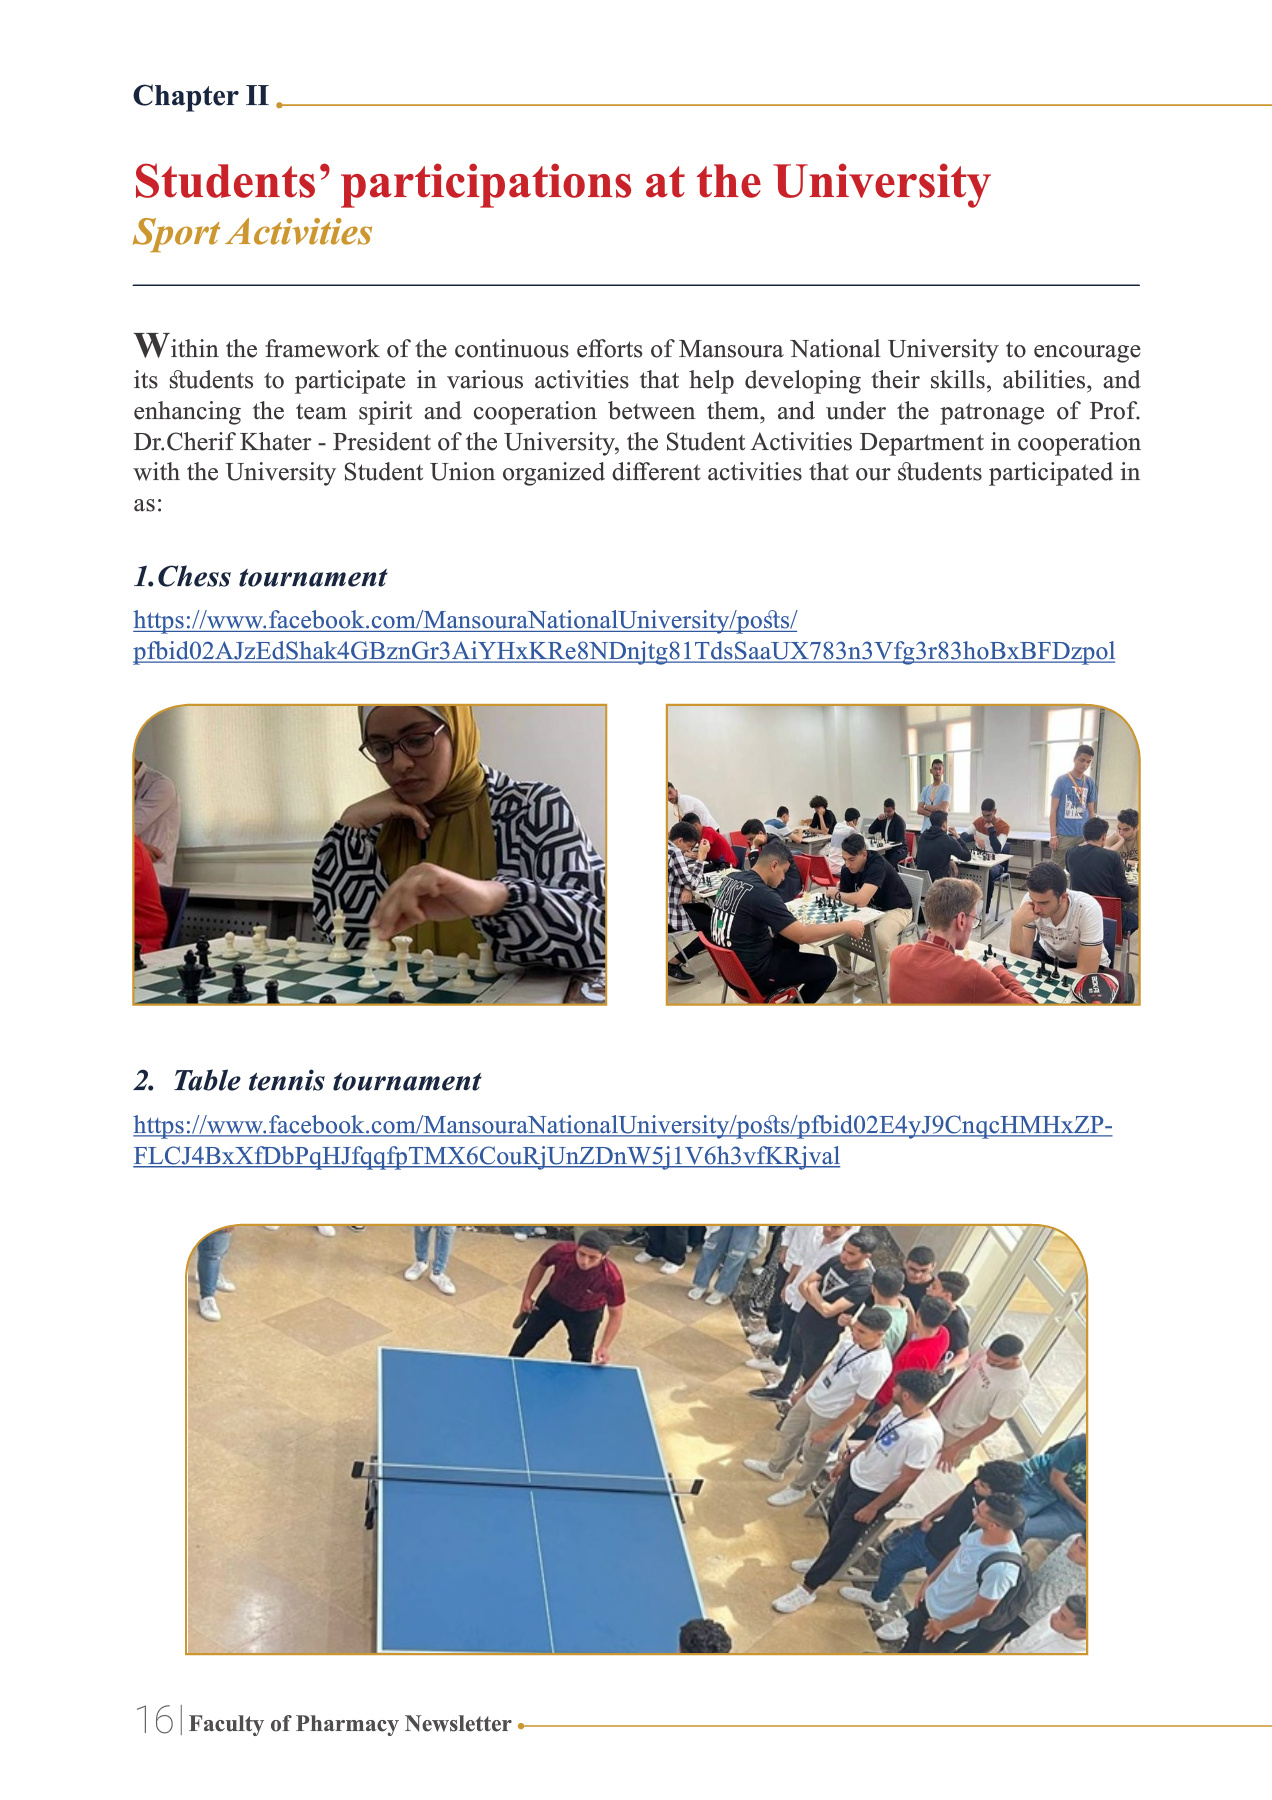 Chapter II
Students’ participations at the University
Sport Activities
Within the framework of the continuous efforts of Mansoura National University to encourage
its students to participate in various activities that help developing their skills, abilities, and
enhancing the team spirit and cooperation between them, and under the patronage of Prof.
Dr.Cherif Khater - President of the University, the Student Activities Department in cooperation
with the University Student Union organized different activities that our students participated in
as:
1.Chess tournament
https://www.facebook.com/MansouraNationalUniversity/posts/
pfbid02AJzEdShak4GBznGr3AiYHxKRe8NDnjtg81TdsSaaUX783n3Vfg3r83hoBxBFDzpol
2. Table tennis tournament
https://www.facebook.com/MansouraNationalUniversity/posts/pfbid02E4yJ9CnqcHMHxZP-
FLCJ4BxXfDbPqHJfqqfpTMX6CouRjUnZDnW5j1V6h3vfKRjval
16| Faculty of Pharmacy Newsletter